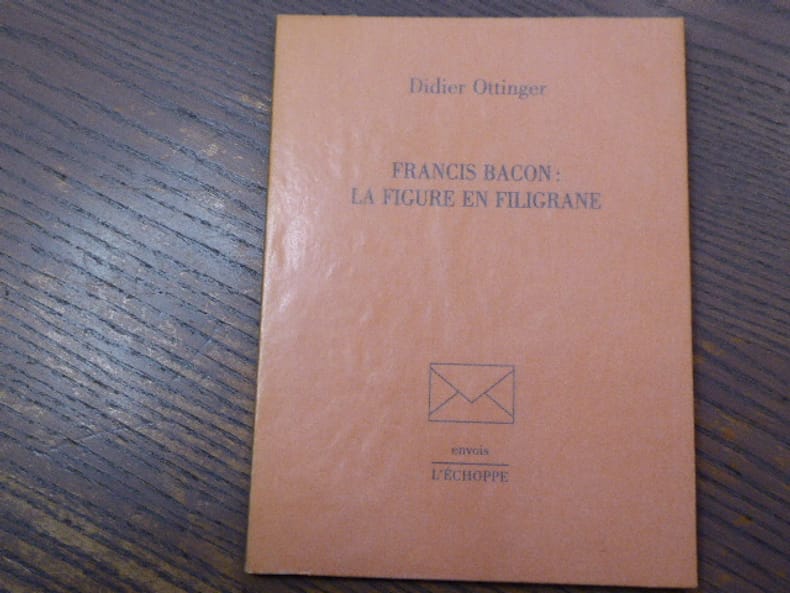 Didier Ottinger
FRANCIS BACON :
LA FIGURE EN FILIGRANE
envois
L'ÉCHOPPE